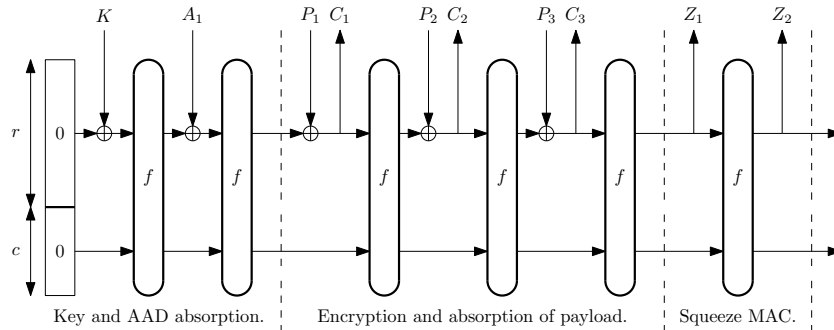 K A₁ P₁ C₁ P₂ C₂ P₃ C₃ Z₁ Z₂
r 0
f f f f f f
c 0
Key and AAD absorption. Encryption and absorption of payload. Squeeze MAC.